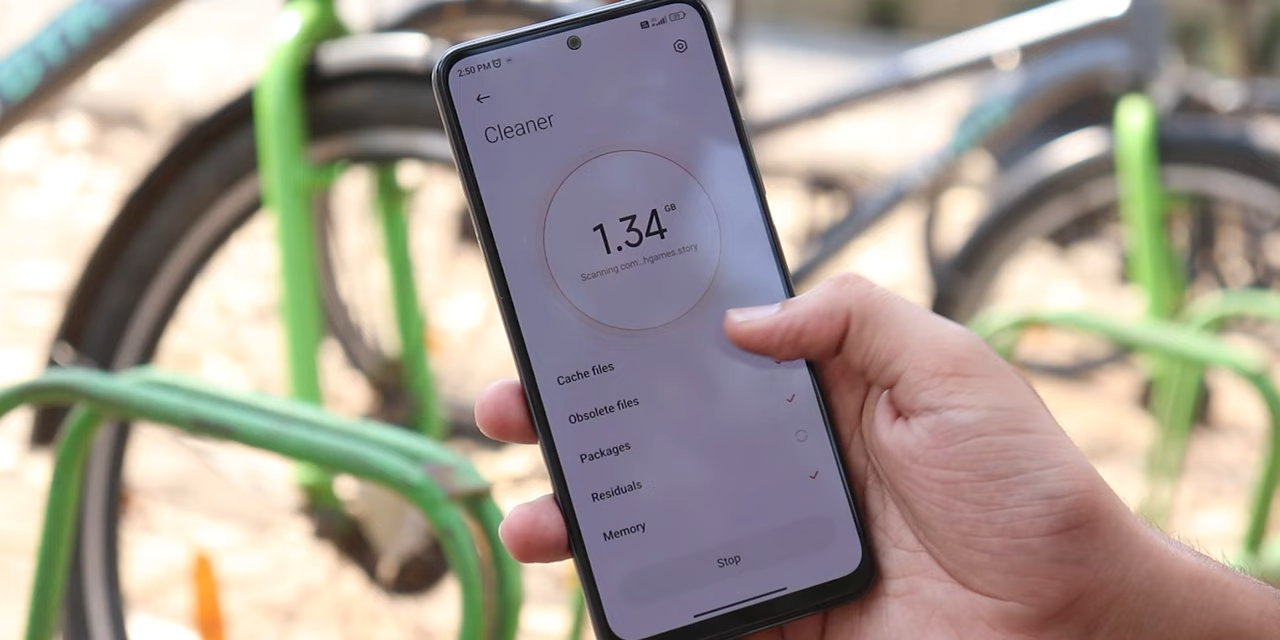 2:50 PM
Cleaner
1.34 GB
Scanning com...hgames.story
Cache files
Obsolete files
Packages
Residuals
Memory
Stop